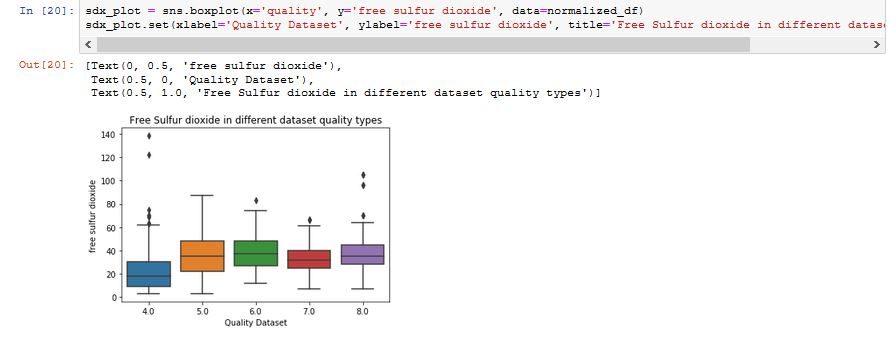 In [20]: sdx_plot = sns.boxplot(x='quality', y='free sulfur dioxide', data=normalized_df)
sdx_plot.set(xlabel='Quality Dataset', ylabel='free sulfur dioxide', title='Free Sulfur dioxide in different datas
Out[20]: [Text(0, 0.5, 'free sulfur dioxide'),
Text(0.5, 0, 'Quality Dataset'),
Text(0.5, 1.0, 'Free Sulfur dioxide in different dataset quality types')]
Free Sulfur dioxide in different dataset quality types
free sulfur dioxide
140
120
100
80
60
40
20
0
4.0 5.0 6.0 7.0 8.0
Quality Dataset